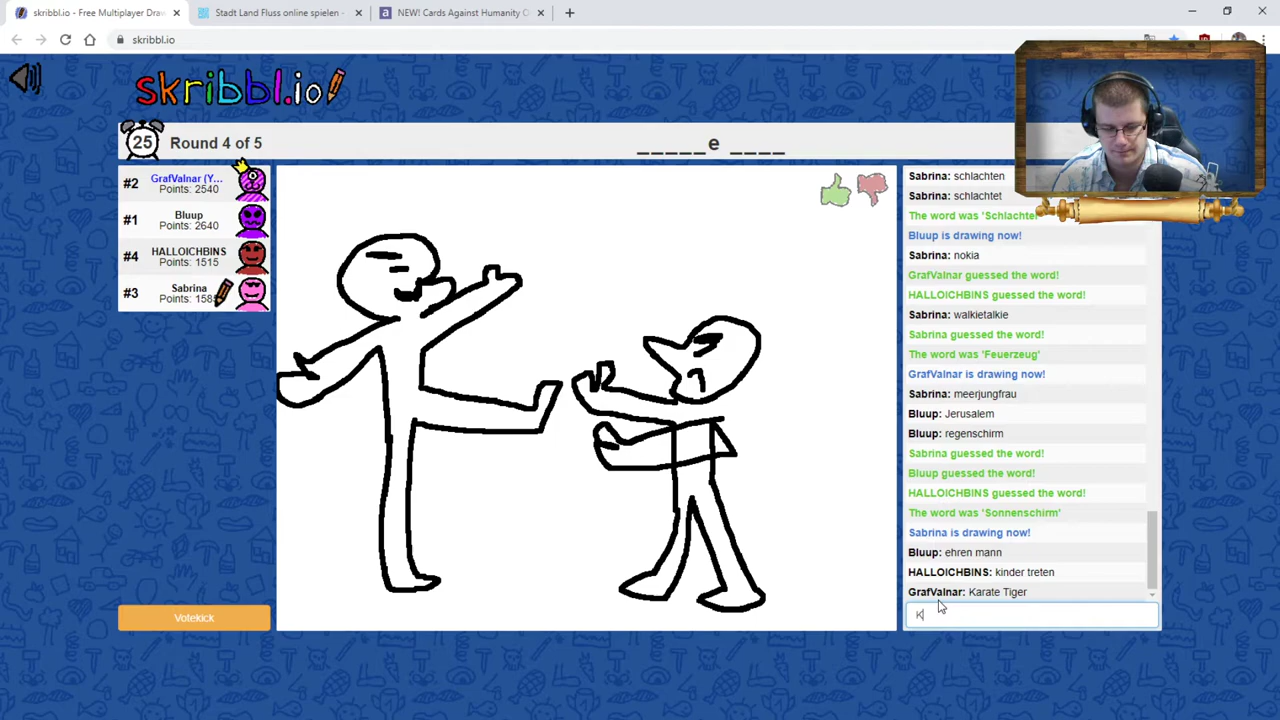 skribbl.io - Free Multiplayer Draw
Stadt Land Fluss online spielen -
NEW! Cards Against Humanity O
skribbl.io
skribbl.io
25
Round 4 of 5
_____e ____
#2
GrafValnar (Y...
Points: 2540
#1
Bluup
Points: 2640
#4
HALLOICHBINS
Points: 1515
#3
Sabrina
Points: 158
Votekick
Sabrina: schlachten
Sabrina: schlachtet
The word was 'Schlachte
Bluup is drawing now!
Sabrina: nokia
GrafValnar guessed the word!
HALLOICHBINS guessed the word!
Sabrina: walkietalkie
Sabrina guessed the word!
The word was 'Feuerzeug'
GrafValnar is drawing now!
Sabrina: meerjungfrau
Bluup: Jerusalem
Bluup: regenschirm
Sabrina guessed the word!
Bluup guessed the word!
HALLOICHBINS guessed the word!
The word was 'Sonnenschirm'
Sabrina is drawing now!
Bluup: ehren mann
HALLOICHBINS: kinder treten
GrafValnar: Karate Tiger
K